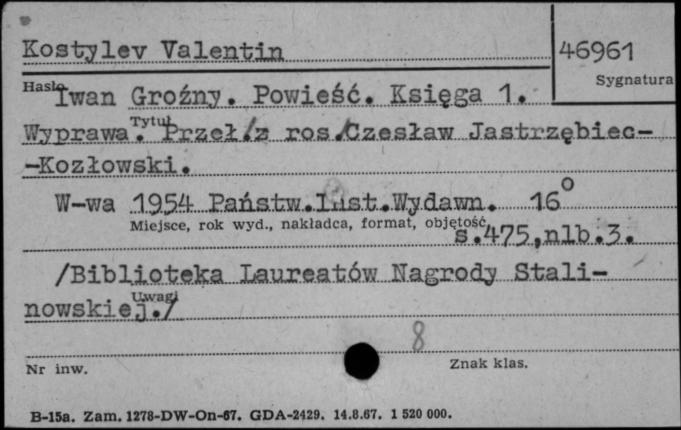 Kostylev Valentin
46961
Hasło
Sygnatura
Iwan Groźny. Powieść. Księga 1.
Wyprawa. Przeł./z ros./Czesław Jastrzębiec-
Tytuł
-Kozłowski.
W-wa 1954 Państw.Inst.Wydawn. 16°
Miejsce, rok wyd., nakładca, format, objętość
s.475,nlb.3.
/Biblioteka Laureatów Nagrody Stali-
Uwagi
nowskiej./
8
Nr inw.
Znak klas.
B-15a. Zam. 1278-DW-On-67. GDA-2429. 14.8.67. 1 520 000.